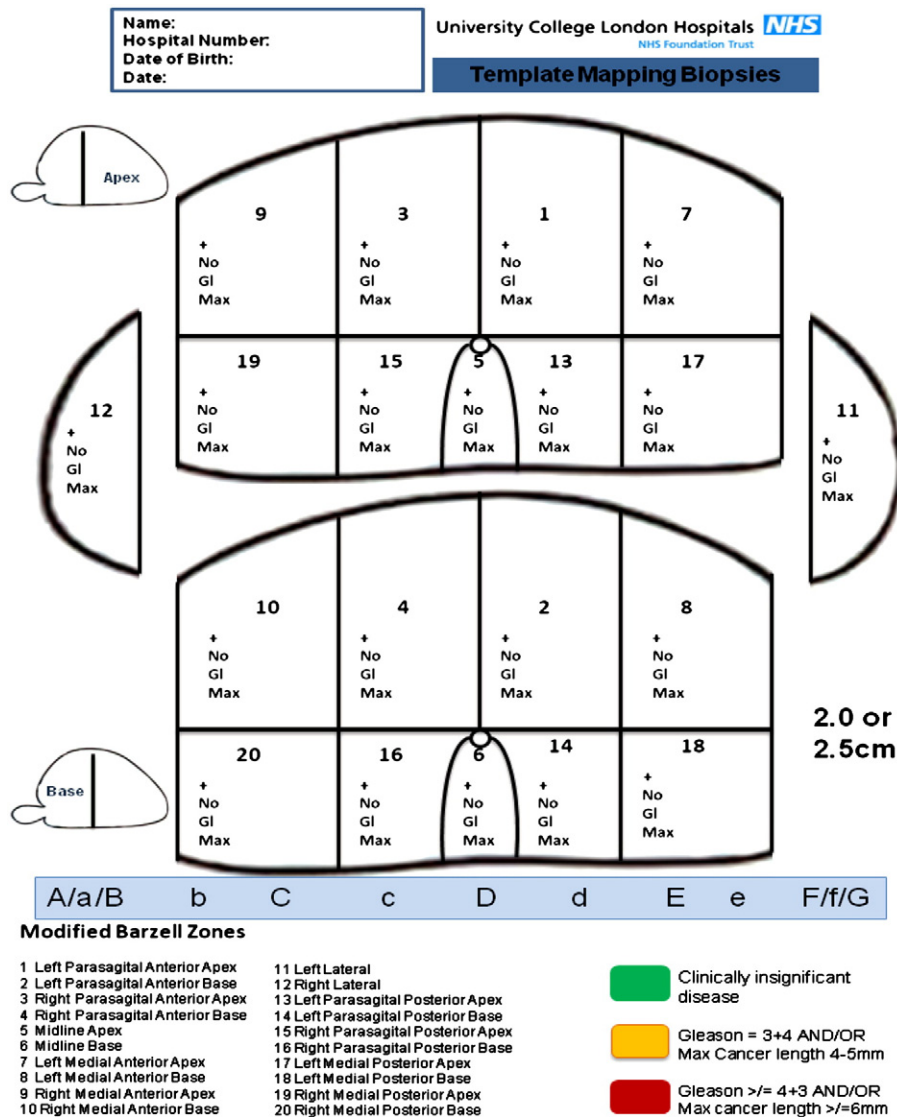 Name:
Hospital Number:
Date of Birth:
Date:
University College London Hospitals NHS
NHS Foundation Trust
Template Mapping Biopsies
Apex
9
+
No
Gl
Max
3
+
No
Gl
Max
1
+
No
Gl
Max
7
+
No
Gl
Max
12
+
No
Gl
Max
19
+
No
Gl
Max
15
+
No
Gl
Max
5
+
No
Gl
Max
13
+
No
Gl
Max
17
+
No
Gl
Max
11
+
No
Gl
Max
10
+
No
Gl
Max
4
+
No
Gl
Max
2
+
No
Gl
Max
8
+
No
Gl
Max
2.0 or
2.5cm
Base
20
+
No
Gl
Max
16
+
No
Gl
Max
6
+
No
Gl
Max
14
+
No
Gl
Max
18
+
No
Gl
Max
A/a/B b C c D d E e F/f/G
Modified Barzell Zones
1 Left Parasagital Anterior Apex
2 Left Parasagital Anterior Base
3 Right Parasagital Anterior Apex
4 Right Parasagital Anterior Base
5 Midline Apex
6 Midline Base
7 Left Medial Anterior Apex
8 Left Medial Anterior Base
9 Right Medial Anterior Apex
10 Right Medial Anterior Base
11 Left Lateral
12 Right Lateral
13 Left Parasagital Posterior Apex
14 Left Parasagital Posterior Base
15 Right Parasagital Posterior Apex
16 Right Parasagital Posterior Base
17 Left Medial Posterior Apex
18 Left Medial Posterior Base
19 Right Medial Posterior Apex
20 Right Medial Posterior Base
Clinically insignificant
disease
Gleason = 3+4 AND/OR
Max Cancer length 4-5mm
Gleason >/= 4+3 AND/OR
Max cancer length >/=6mm